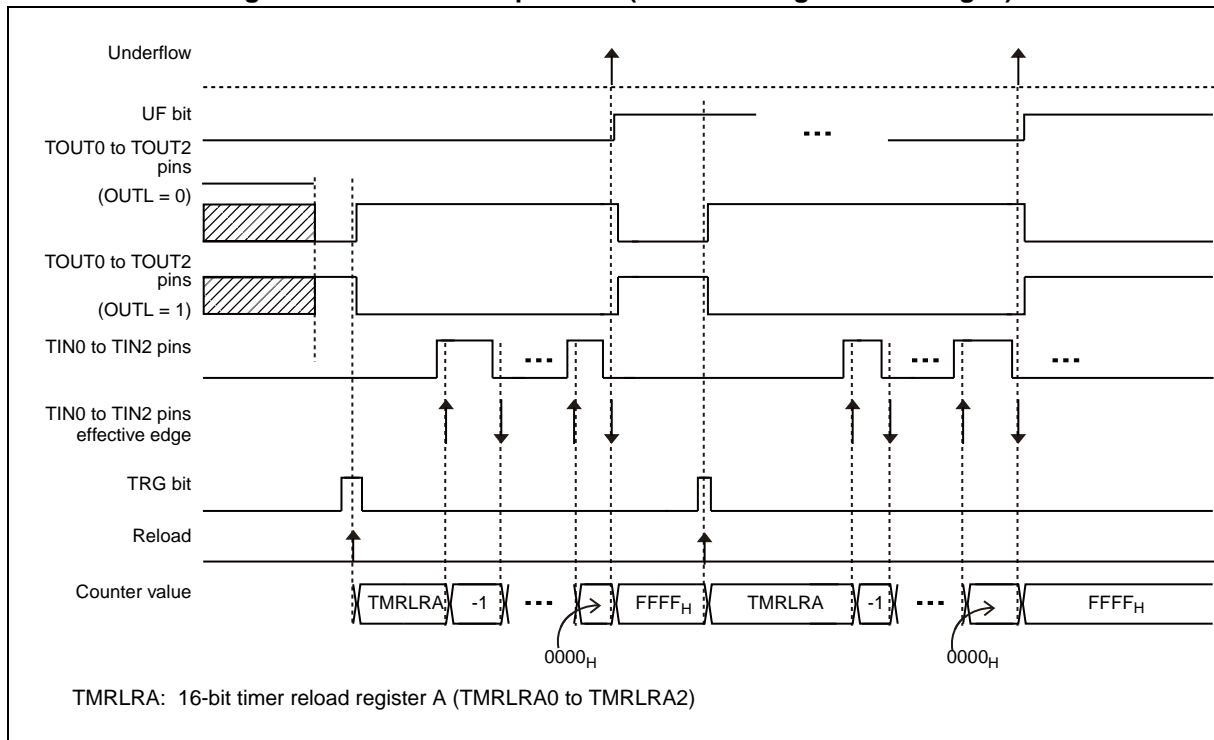 Underflow
UF bit
TOUT0 to TOUT2
pins
(OUTL = 0)
TOUT0 to TOUT2
pins
(OUTL = 1)
TIN0 to TIN2 pins
TIN0 to TIN2 pins
effective edge
TRG bit
Reload
Counter value
TMRLRA -1 FFFFH TMRLRA -1 FFFFH
0000H 0000H
TMRLRA: 16-bit timer reload register A (TMRLRA0 to TMRLRA2)